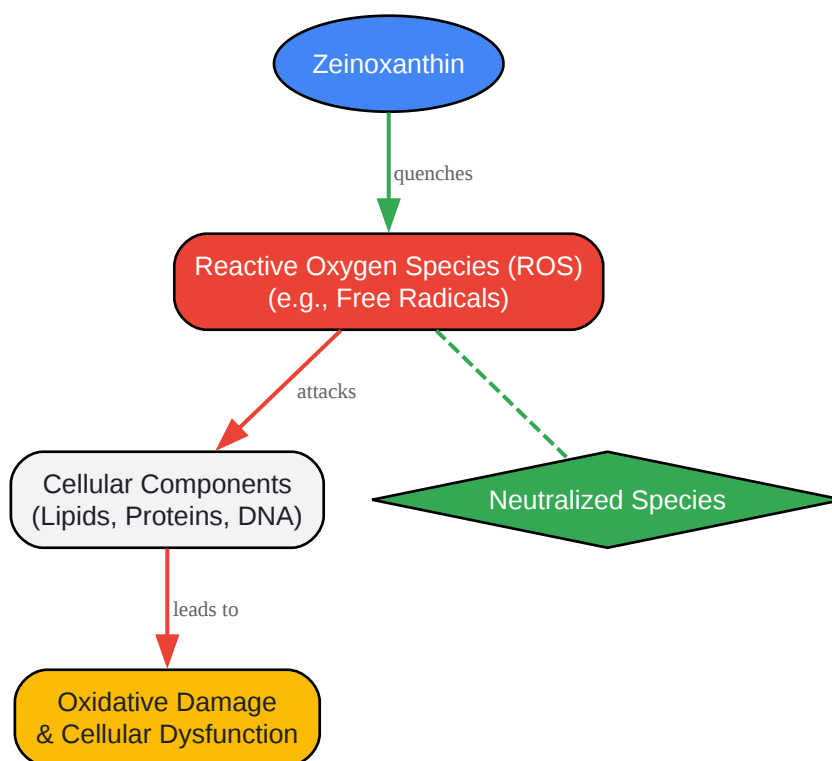 Zeinoxanthin
quenches
Reactive Oxygen Species (ROS)
(e.g., Free Radicals)
attacks
Cellular Components
(Lipids, Proteins, DNA)
Neutralized Species
leads to
Oxidative Damage
& Cellular Dysfunction